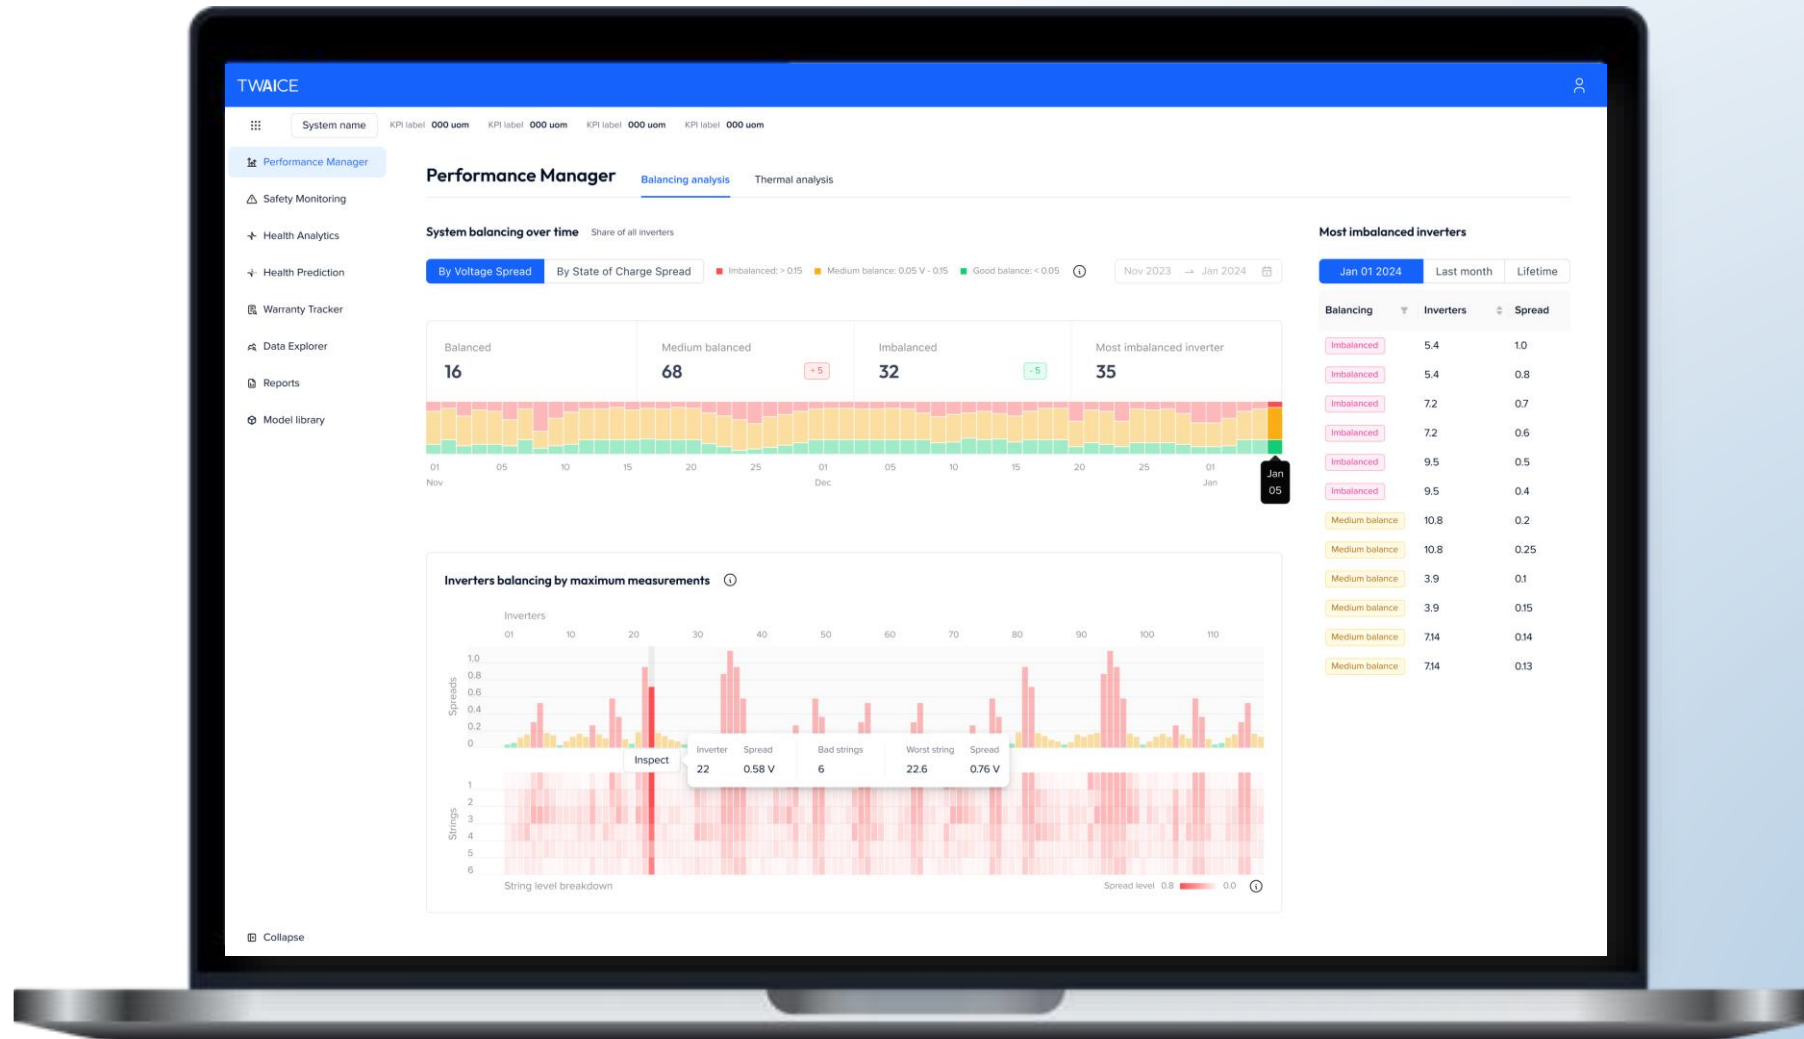 TWAICE
System name KPI label 000 uom KPI label 000 uom KPI label 000 uom KPI label 000 uom
Performance Manager
Safety Monitoring
Health Analytics
Health Prediction
Warranty Tracker
Data Explorer
Reports
Model library
Collapse
Performance Manager Balancing analysis Thermal analysis
System balancing over time Share of all inverters
By Voltage Spread By State of Charge Spread Imbalanced: > 0.15 Medium balance: 0.05 V - 0.15 Good balance: < 0.05 Nov 2023 → Jan 2024
Balanced Medium balanced Imbalanced Most imbalanced inverter
16 68 + 5 32 - 5 35
01 05 10 15 20 25 01 05 10 15 20 25 01 Jan
Nov Dec Jan 05
Inverters balancing by maximum measurements
Inverters
01 10 20 30 40 50 60 70 80 90 100 110
Spreads
1.0
0.8
0.6
0.4
0.2
0
Inspect
Inverter Spread Bad strings Worst string Spread
22 0.58 V 6 22.6 0.76 V
Strings
1
2
3
4
5
6
String level breakdown Spread level 0.8 0.0
Most imbalanced inverters
Jan 01 2024 Last month Lifetime
Balancing Inverters Spread
Imbalanced 5.4 1.0
Imbalanced 5.4 0.8
Imbalanced 7.2 0.7
Imbalanced 7.2 0.6
Imbalanced 9.5 0.5
Imbalanced 9.5 0.4
Medium balance 10.8 0.2
Medium balance 10.8 0.25
Medium balance 3.9 0.1
Medium balance 3.9 0.15
Medium balance 7.14 0.14
Medium balance 7.14 0.13